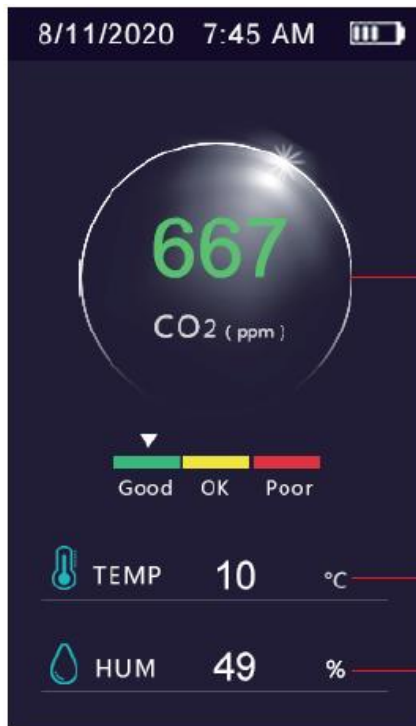 8/11/2020 7:45 AM
667
CO2 ( ppm )
Good OK Poor
TEMP 10 °C
HUM 49 %